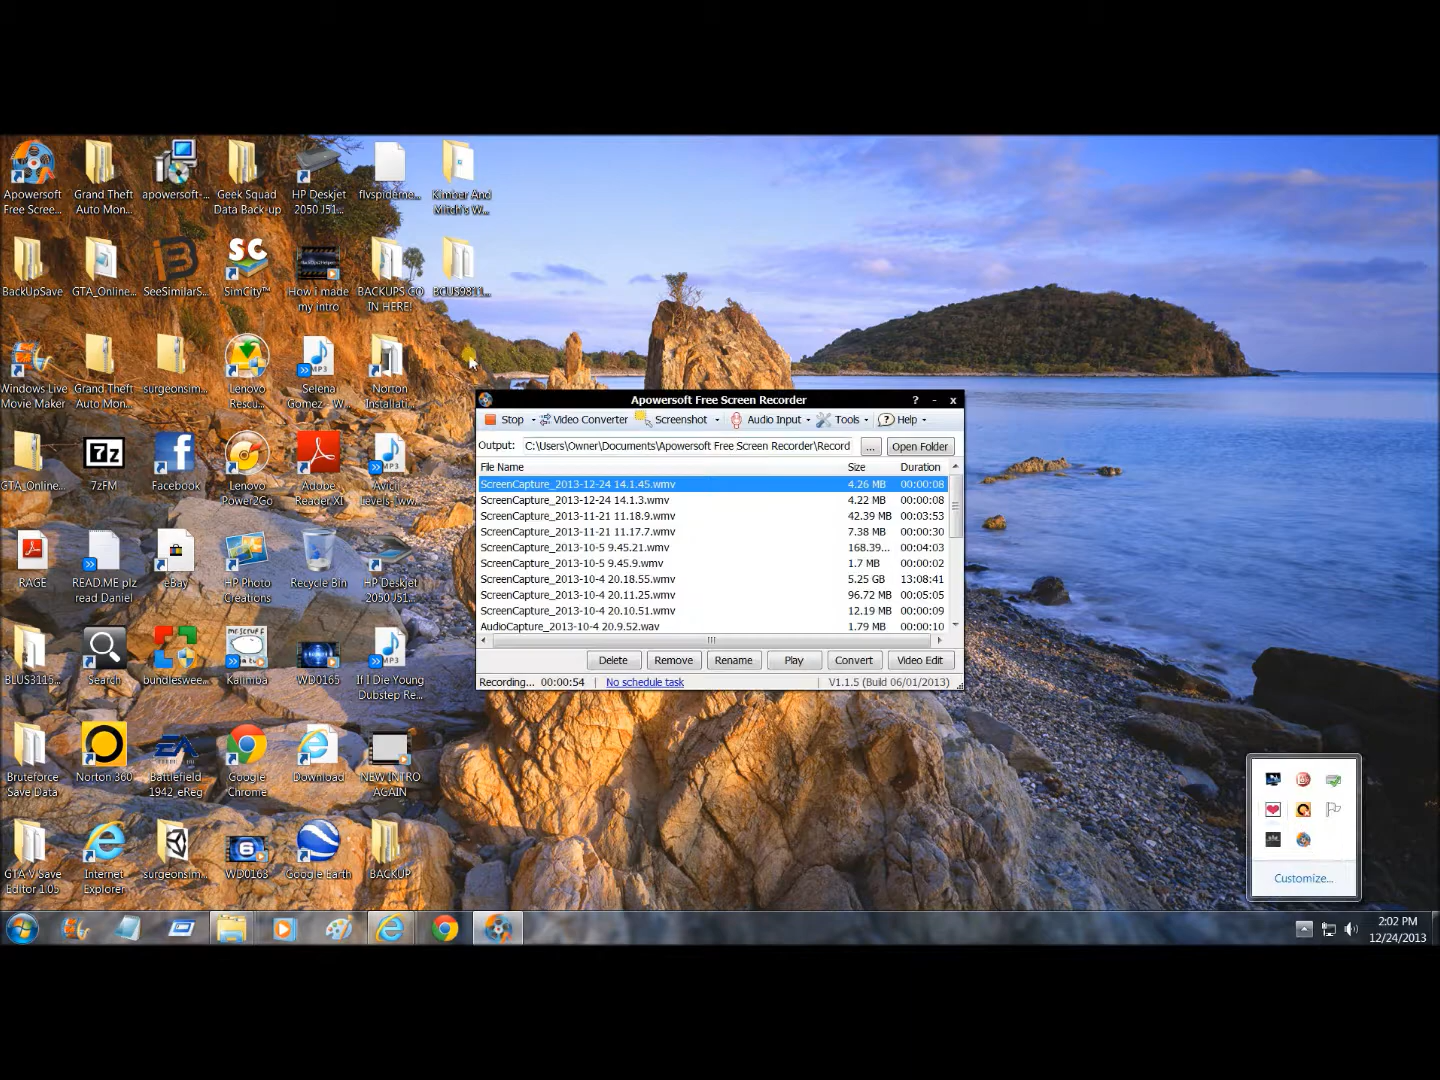 Apowersoft Free Scree...
Grand Theft Auto Mon...
apowersoft-...
Geek Squad Data Back-up
HP Deskjet 2050 J51...
flvspideme...
Kimber And Mitch's W...
BackUpSave
GTA_Online...
SeeSimilarS...
SC
SimCity™
How i made my intro
BACKUPS GO IN HERE!
BCUS9811...
Windows Live Movie Maker
Grand Theft Auto Mon...
surgeonsim...
Lenovo Rescu...
MP3
Selena Gomez - W...
Norton Installati...
GTA_Online...
7z
7zFM
Facebook
Lenovo Power2Go
Adobe Reader XI
MP3
Avicii - Levels [ww...
RAGE
READ.ME plz read Daniel
eBay
HP Photo Creations
Recycle Bin
HP Deskjet 2050 J51...
BLUS3115...
Search
bundleswee...
mr. scruff
Kalimba
WD0165
MP3
If I Die Young Dubstep Re...
Bruteforce Save Data
Norton 360
EA
Battlefield 1942_eReg
Google Chrome
Download
NEW INTRO AGAIN
GTA V Save Editor 1.05
Internet Explorer
surgeonsim...
6
WD0163
Google Earth
BACKUP
Apowersoft Free Screen Recorder
? - x
Stop
Video Converter
Screenshot
Audio Input
Tools
Help
Output: C:\Users\Owner\Documents\Apowersoft Free Screen Recorder\Record ... Open Folder
File Name Size Duration
ScreenCapture_2013-12-24 14.1.45.wmv 4.26 MB 00:00:08
ScreenCapture_2013-12-24 14.1.3.wmv 4.22 MB 00:00:08
ScreenCapture_2013-11-21 11.18.9.wmv 42.39 MB 00:03:53
ScreenCapture_2013-11-21 11.17.7.wmv 7.38 MB 00:00:30
ScreenCapture_2013-10-5 9.45.21.wmv 168.39... 00:04:03
ScreenCapture_2013-10-5 9.45.9.wmv 1.7 MB 00:00:02
ScreenCapture_2013-10-4 20.18.55.wmv 5.25 GB 13:08:41
ScreenCapture_2013-10-4 20.11.25.wmv 96.72 MB 00:05:05
ScreenCapture_2013-10-4 20.10.51.wmv 12.19 MB 00:00:09
AudioCapture_2013-10-4 20.9.52.wav 1.79 MB 00:00:10
Delete Remove Rename Play Convert Video Edit
Recording... 00:00:54 | No schedule task | V1.1.5 (Build 06/01/2013)
Customize...
2:02 PM
12/24/2013